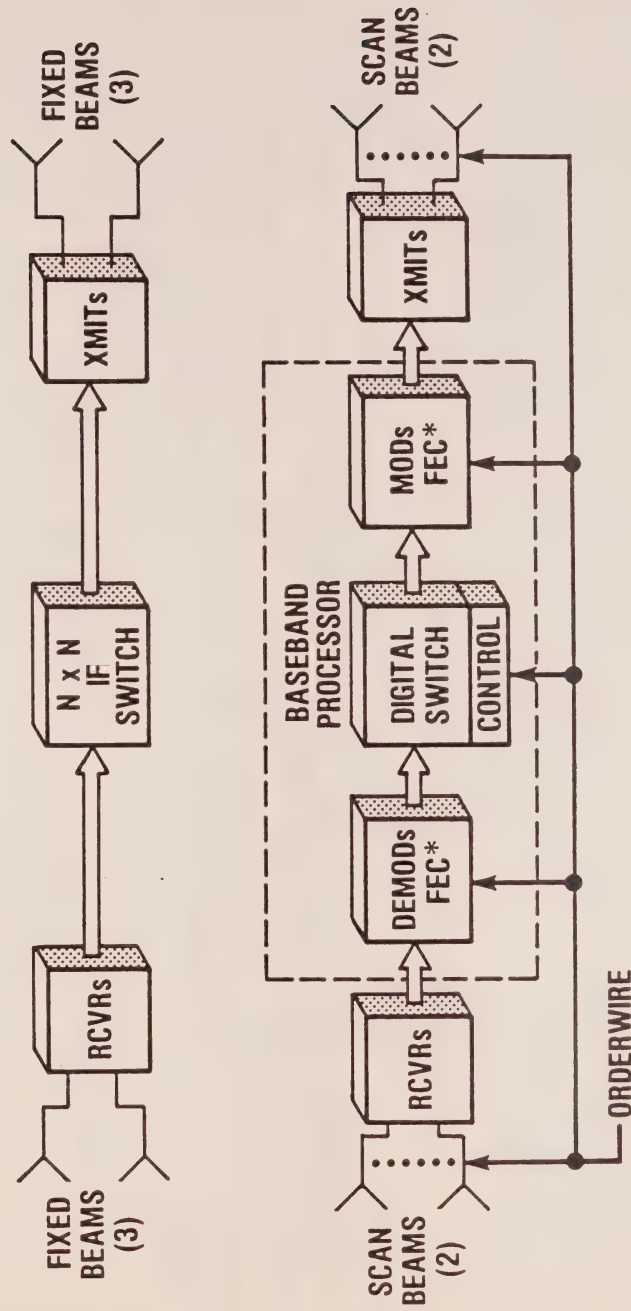 FIXED
BEAMS
(3)
RCVRs
N x N
IF
SWITCH
XMITs
FIXED
BEAMS
(3)
SCAN
BEAMS
(2)
RCVRs
DEMODs
FEC*
BASEBAND
PROCESSOR
DIGITAL
SWITCH
CONTROL
MODs
FEC*
XMITs
SCAN
BEAMS
(2)
ORDERWIRE